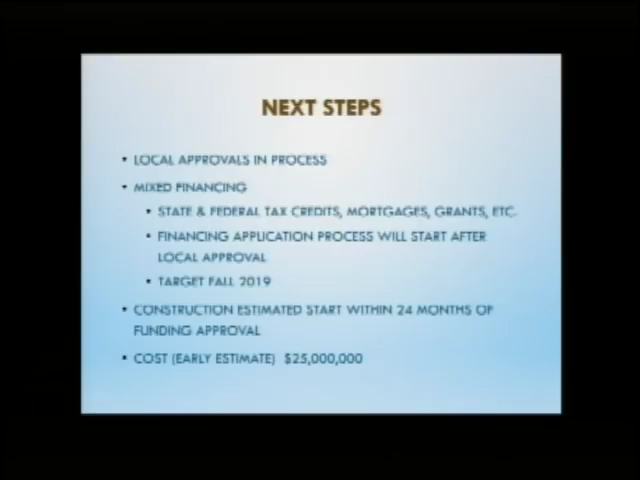 NEXT STEPS
• LOCAL APPROVALS IN PROCESS
• MIXED FINANCING
• STATE & FEDERAL TAX CREDITS, MORTGAGES, GRANTS, ETC.
• FINANCING APPLICATION PROCESS WILL START AFTER
LOCAL APPROVAL
• TARGET FALL 2019
• CONSTRUCTION ESTIMATED START WITHIN 24 MONTHS OF
FUNDING APPROVAL
• COST (EARLY ESTIMATE) $25,000,000